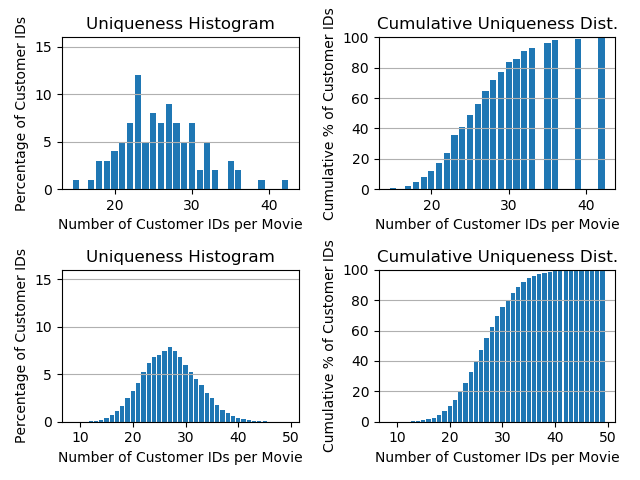 Uniqueness Histogram
Percentage of Customer IDs
15
10
5
0
20 30 40
Number of Customer IDs per Movie
Cumulative Uniqueness Dist.
Cumulative % of Customer IDs
100
80
60
40
20
0
20 30 40
Number of Customer IDs per Movie
Uniqueness Histogram
Percentage of Customer IDs
15
10
5
0
10 20 30 40 50
Number of Customer IDs per Movie
Cumulative Uniqueness Dist.
Cumulative % of Customer IDs
100
80
60
40
20
0
10 20 30 40 50
Number of Customer IDs per Movie